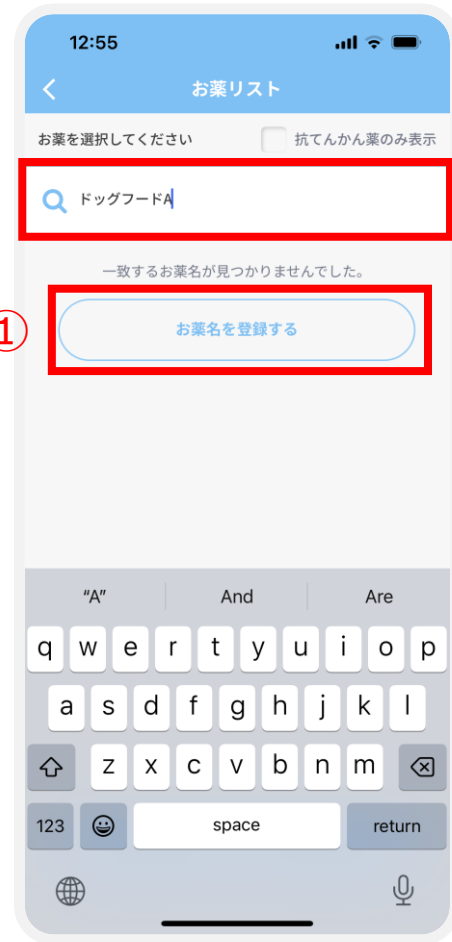 12:55
お薬リスト
お薬を選択してください 抗てんかん薬のみ表示
ドッグフードA
一致するお薬名が見つかりませんでした。
①
お薬名を登録する
“A” And Are
q w e r t y u i o p
a s d f g h j k l
z x c v b n m
123 space return